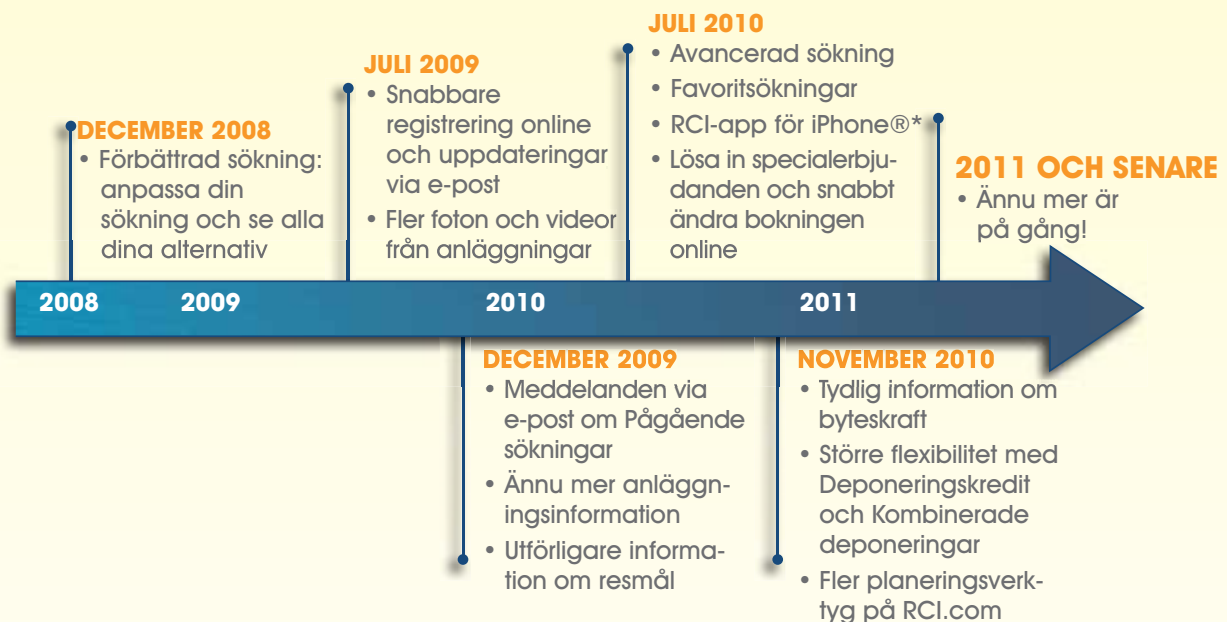 JULI 2010
• Avancerad sökning
• Favoritsökningar
• RCI-app för iPhone®*
• Lösa in specialerbju-
danden och snabbt
ändra bokningen
online
JULI 2009
• Snabbare
registrering online
och uppdateringar
via e-post
• Fler foton och videor
från anläggningar
DECEMBER 2008
• Förbättrad sökning:
anpassa din
sökning och se alla
dina alternativ
2011 OCH SENARE
• Ännu mer är
på gång!
2008 2009 2010 2011
DECEMBER 2009
• Meddelanden via
e-post om Pågående
sökningar
• Ännu mer anläggn-
ingsinformation
• Utförligare informa-
tion om resmål
NOVEMBER 2010
• Tydlig information om
byteskraft
• Större flexibilitet med
Deponeringskredit
och Kombinerade
deponeringar
• Fler planeringsverk-
tyg på RCI.com